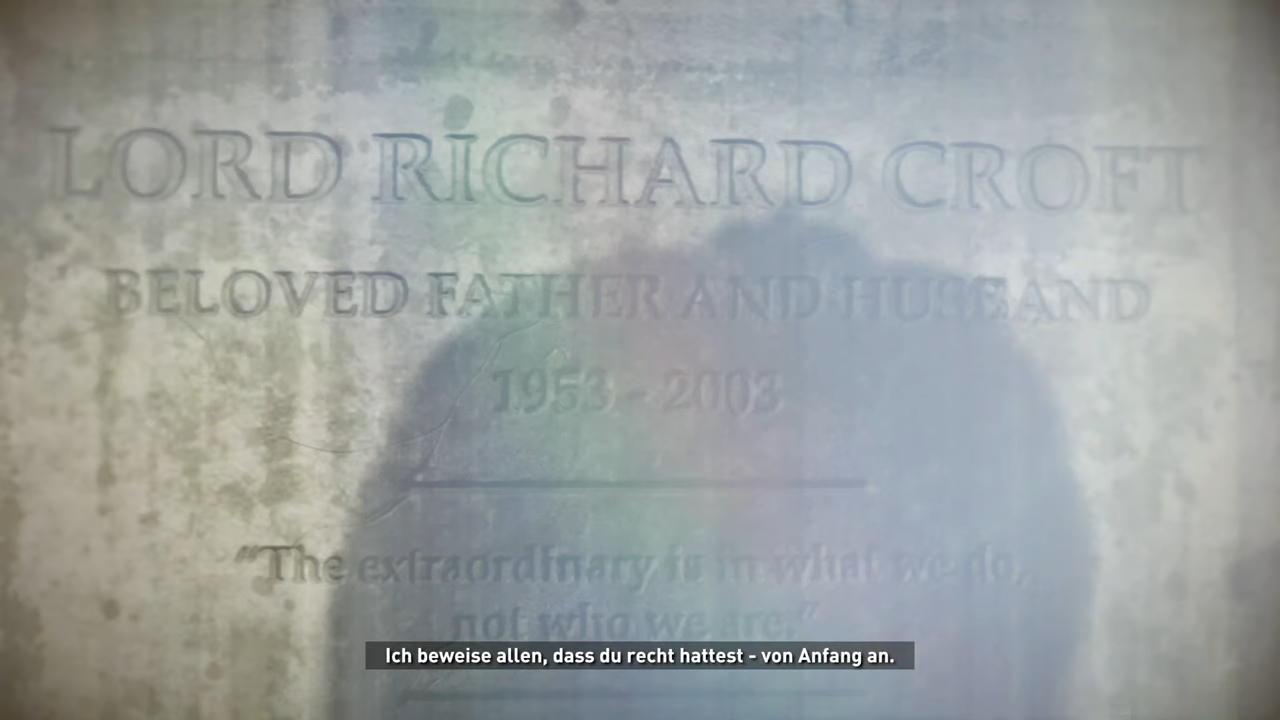 LORD RICHARD CROFT
BELOVED FATHER AND HUSBAND
1953 - 2003
"The extraordinary is in what we do,
not who we are."
Ich beweise allen, dass du recht hattest - von Anfang an.